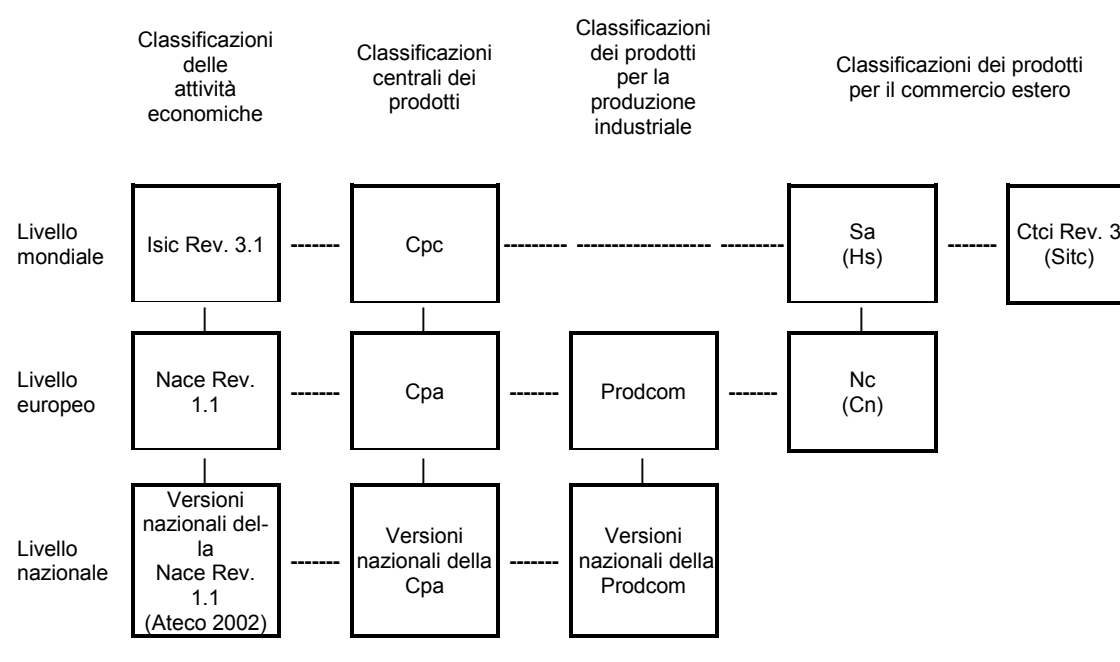 Classificazioni
delle
attività
economiche
Classificazioni
centrali dei
prodotti
Classificazioni
dei prodotti
per la
produzione
industriale
Classificazioni dei prodotti
per il commercio estero
Livello
mondiale
Isic Rev. 3.1
Cpc
Sa
(Hs)
Ctci Rev. 3
(Sitc)
Livello
europeo
Nace Rev.
1.1
Cpa
Prodcom
Nc
(Cn)
Livello
nazionale
Versioni
nazionali del-
la
Nace Rev.
1.1
(Ateco 2002)
Versioni
nazionali della
Cpa
Versioni
nazionali della
Prodcom